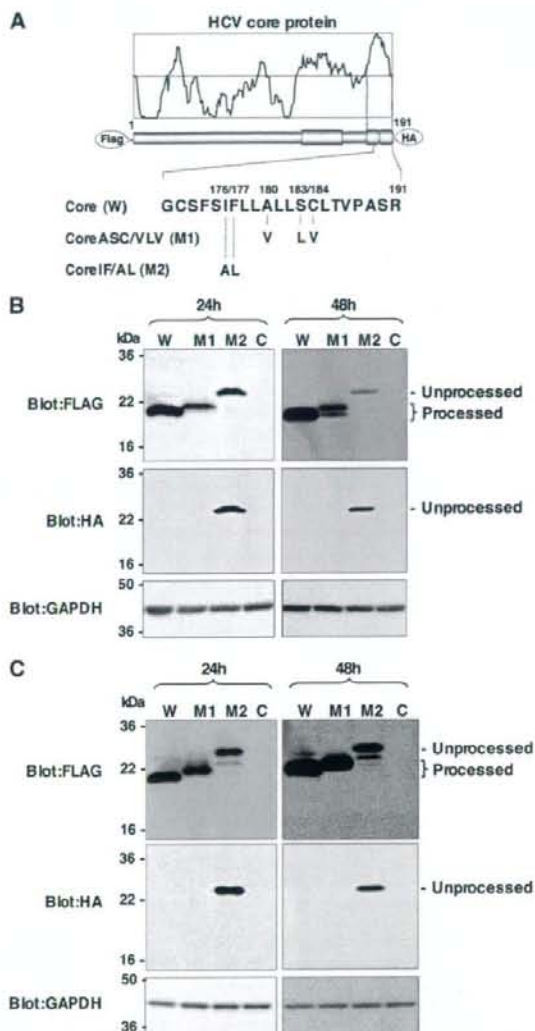 A
HCV core protein
1
191
Flag
HA
176/177 180 183/184 191
Core (W) GCSFSIFLLALLSCLTVPASR
CoreASC/VLV (M1) V L V
CoreIF/AL (M2) AL
B
24h 48h
kDa W M1 M2 C W M1 M2 C
36
Blot:FLAG
22
16
- Unprocessed
} Processed
36
Blot:HA
22
16
- Unprocessed
50
Blot:GAPDH
36
C
24h 48h
kDa W M1 M2 C W M1 M2 C
36
Blot:FLAG
22
16
- Unprocessed
} Processed
36
Blot:HA
22
16
- Unprocessed
50
Blot:GAPDH
36